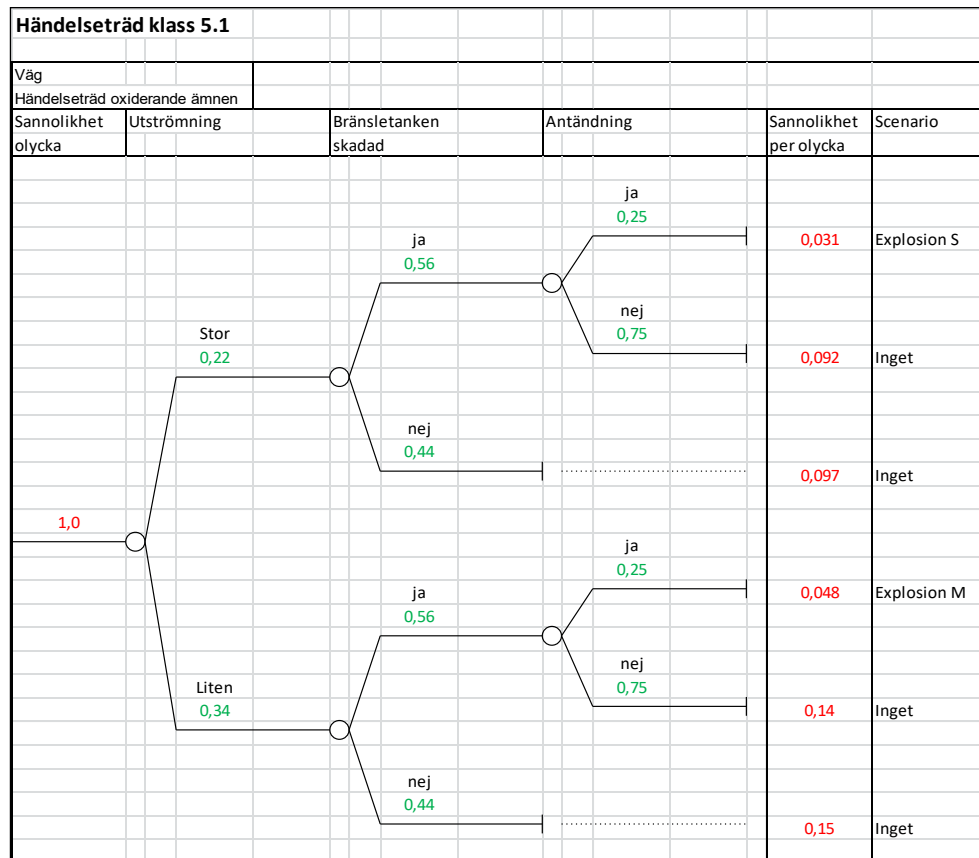 Händelseträd klass 5.1
Väg
Händelseträd oxiderande ämnen
Sannolikhet Utströmning Bränsletanken Antändning Sannolikhet Scenario
olycka skadad per olycka
ja
0,25
ja 0,031 Explosion S
0,56
nej
Stor 0,75
0,22 0,092 Inget
nej
0,44
0,097 Inget
1,0
ja
0,25
ja 0,048 Explosion M
0,56
nej
Liten 0,75
0,34 0,14 Inget
nej
0,44
0,15 Inget